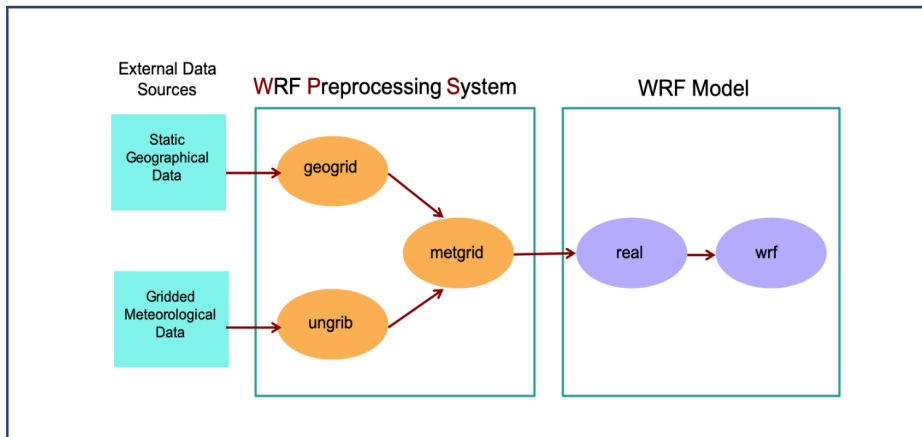 External Data
Sources
WRF Preprocessing System
WRF Model
Static
Geographical
Data
geogrid
metgrid
real
wrf
Gridded
Meteorological
Data
ungrib